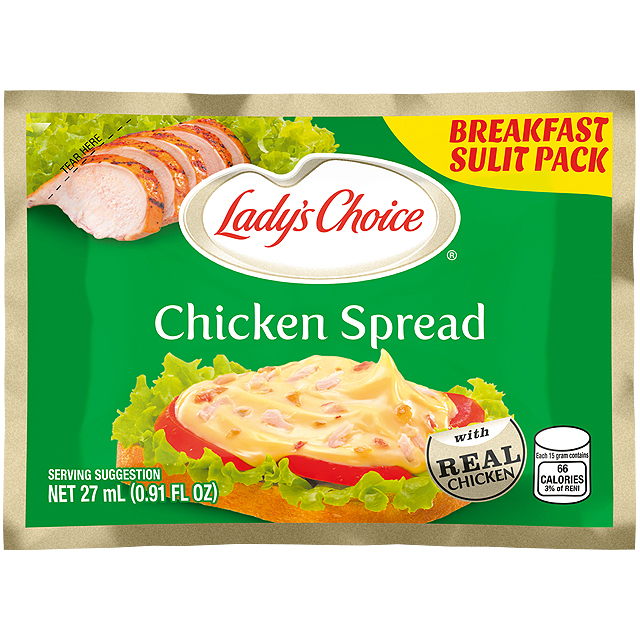 TEAR HERE
BREAKFAST
SULIT PACK
Lady's Choice
®
Chicken Spread
with
REAL
CHICKEN
Each 15 gram contains
66
CALORIES
3% of RENI
SERVING SUGGESTION
NET 27 mL (0.91 FL OZ)